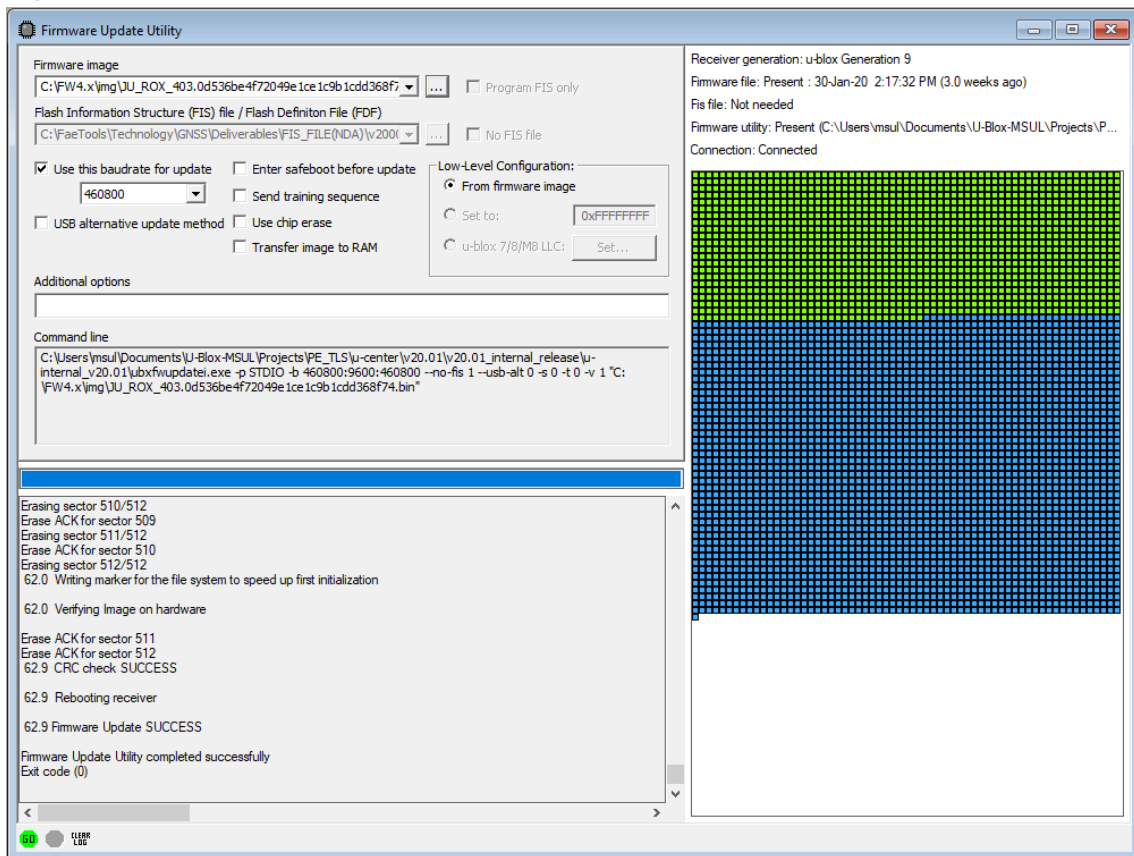 Firmware Update Utility
Firmware image
C:\FW4.x\img\JU_ROX_403.0d536be4f72049e1ce1c9b1cdd368f7
...
Program FIS only
Flash Information Structure (FIS) file / Flash Definiton File (FDF)
C:\FaeTools\Technology\GNSS\Deliverables\FIS_FILE(NDA)\v200(
...
No FIS file
Use this baudrate for update
Enter safeboot before update
460800
Send training sequence
USB alternative update method
Use chip erase
Transfer image to RAM
Low-Level Configuration:
From firmware image
Set to:
0xFFFFFFFF
u-blox 7/8/M8 LLC:
Set...
Additional options
Command line
C:\Users\msul\Documents\U-Blox-MSUL\Projects\PE_TLS\u-center\v20.01\v20.01_internal_release\u-
internal_v20.01\ubxfwupdatei.exe -p STDIO -b 460800:9600:460800 --no-fis 1 --usb-alt 0 -s 0 -t 0 -v 1 "C:
\FW4.x\img\JU_ROX_403.0d536be4f72049e1ce1c9b1cdd368f74.bin"
Erasing sector 510/512
Erase ACK for sector 509
Erasing sector 511/512
Erase ACK for sector 510
Erasing sector 512/512
62.0 Writing marker for the file system to speed up first initialization
62.0 Verifying Image on hardware
Erase ACK for sector 511
Erase ACK for sector 512
62.9 CRC check SUCCESS
62.9 Rebooting receiver
62.9 Firmware Update SUCCESS
Firmware Update Utility completed successfully
Exit code (0)
GO
CLEAR
LOG
Receiver generation: u-blox Generation 9
Firmware file: Present : 30-Jan-20 2:17:32 PM (3.0 weeks ago)
Fis file: Not needed
Firmware utility: Present (C:\Users\msul\Documents\U-Blox-MSUL\Projects\P...
Connection: Connected